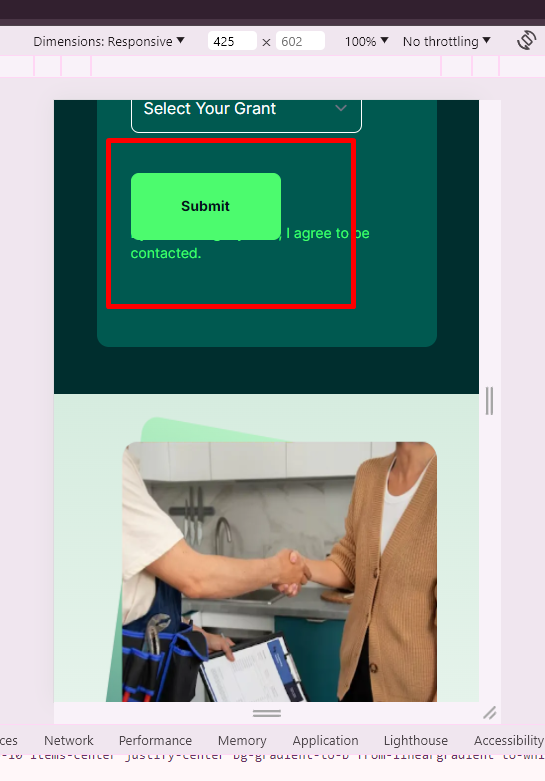 Dimensions: Responsive 425 × 602 100% No throttling
Select Your Grant
Submit
I agree to be
contacted.
ces Network Performance Memory Application Lighthouse Accessibility
-10 items-center justify-center bg-gradient-to-b from-lineargradient to-whi